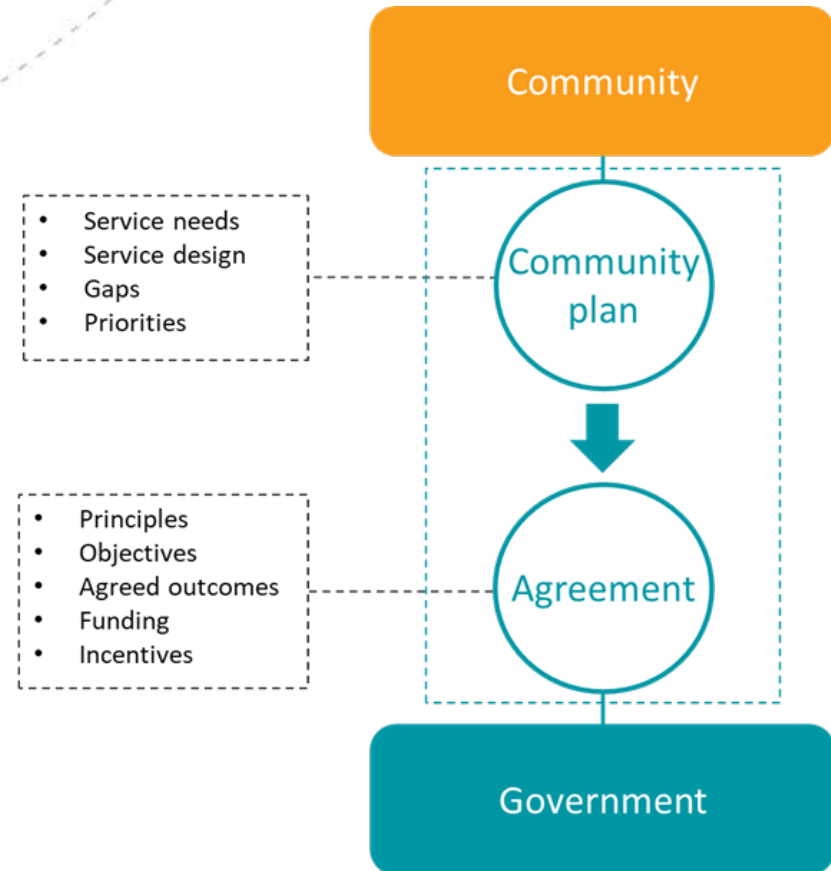 Community
• Service needs
• Service design
• Gaps
• Priorities
Community
plan
• Principles
• Objectives
• Agreed outcomes
• Funding
• Incentives
Agreement
Government